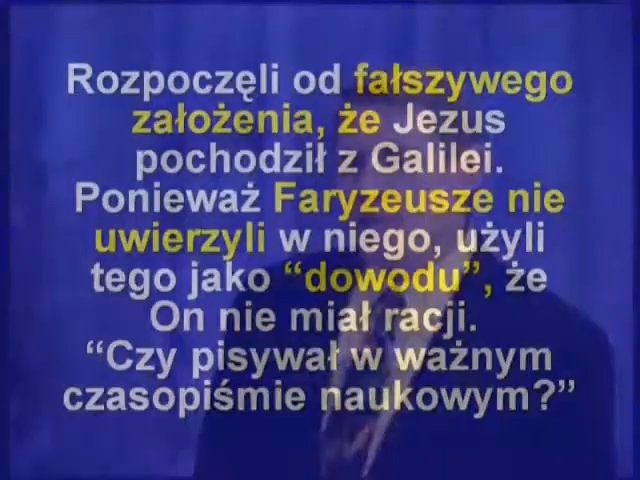 Rozpoczęli od fałszywego
założenia, że Jezus
pochodził z Galilei.
Ponieważ Faryzeusze nie
uwierzyli w niego, użyli
tego jako “dowodu”, że
On nie miał racji.
“Czy pisywał w ważnym
czasopiśmie naukowym?”